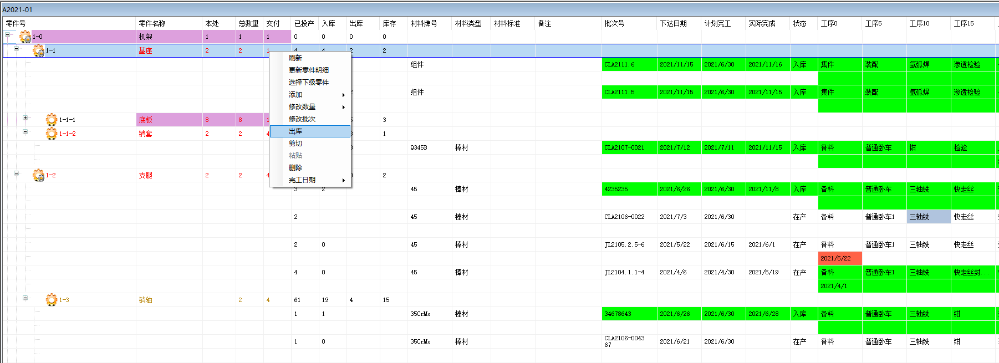 A2021-01
零件号 零件名称 本处 总数量 交付 已投产 入库 出库 库存 材料牌号 材料类型 材料标准 备注 批次号 下达日期 计划完工 实际完成 状态 工序0 工序5 工序10 工序15
1-0 机架 1 1 1 0 0 0 0
1-1 基座 2 2 1 4 4 2 2
刷新
组件 CLA2111.6 2021/11/15 2021/6/30 2021/11/16 入库 集件 装配 氩弧焊 渗透检验
更新零件明细
选择下级零件
添加 组件 CLA2111.5 2021/11/15 2021/6/30 2021/11/15 入库 集件 装配 氩弧焊 渗透检验
修改数量
1-1-1 底板 8 8 1 修改批次 3
1-1-2 销套 2 2 4 出库 1
剪切 Q345B 棒材 CLA2107-0021 2021/7/12 2021/7/11 2021/11/15 入库 备料 普通卧车 钳 检验
粘贴
删除
1-2 支腿 2 2 4 完工日期 2
3 2 45 棒材 4235235 2021/6/26 2021/6/30 2021/11/8 入库 备料 普通卧车 三轴铣 快走丝
2 45 棒材 CLA2106-0022 2021/7/3 2021/6/30 在产 备料 普通卧车1 三轴铣 快走丝
2 0 45 棒材 JL2105.2.5-6 2021/5/22 2021/6/15 2021/6/1 在产 备料 普通卧车1 三轴铣 快走丝
2021/5/22
4 0 45 棒材 JL2104.1.1-4 2021/4/6 2021/4/30 2021/5/19 在产 备料 普通卧车1 三轴铣 快走丝封...
2021/4/1
1-3 销轴 2 4 61 19 4 15
1 1 35CrMo 棒材 34678643 2021/6/26 2021/6/30 2021/6/28 入库 备料 普通卧车 三轴铣 钳
1 0 35CrMo 棒材 CLA2106-0043 2021/6/21 2021/6/30 在产 备料 普通卧车 三轴铣 钳
67